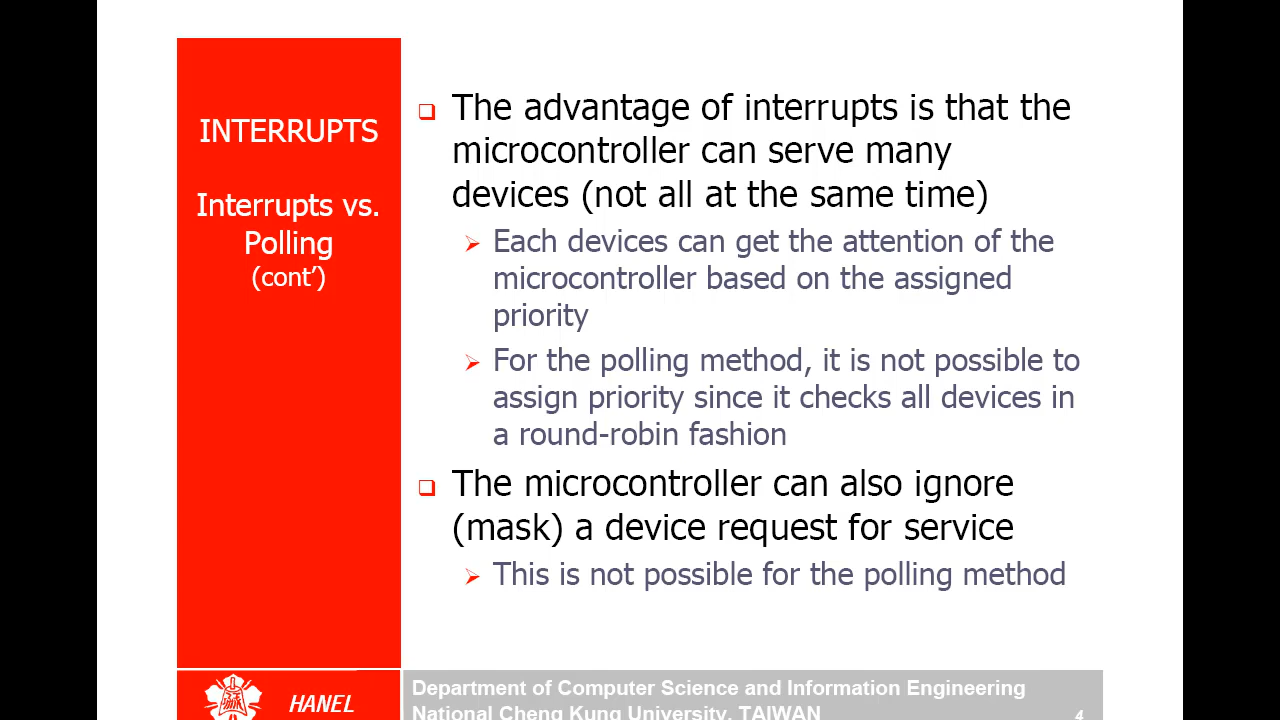 INTERRUPTS
Interrupts vs.
Polling
(cont’)
The advantage of interrupts is that the
microcontroller can serve many
devices (not all at the same time)
Each devices can get the attention of the
microcontroller based on the assigned
priority
For the polling method, it is not possible to
assign priority since it checks all devices in
a round-robin fashion
The microcontroller can also ignore
(mask) a device request for service
This is not possible for the polling method
HANEL
Department of Computer Science and Information Engineering
National Cheng Kung University, TAIWAN
4